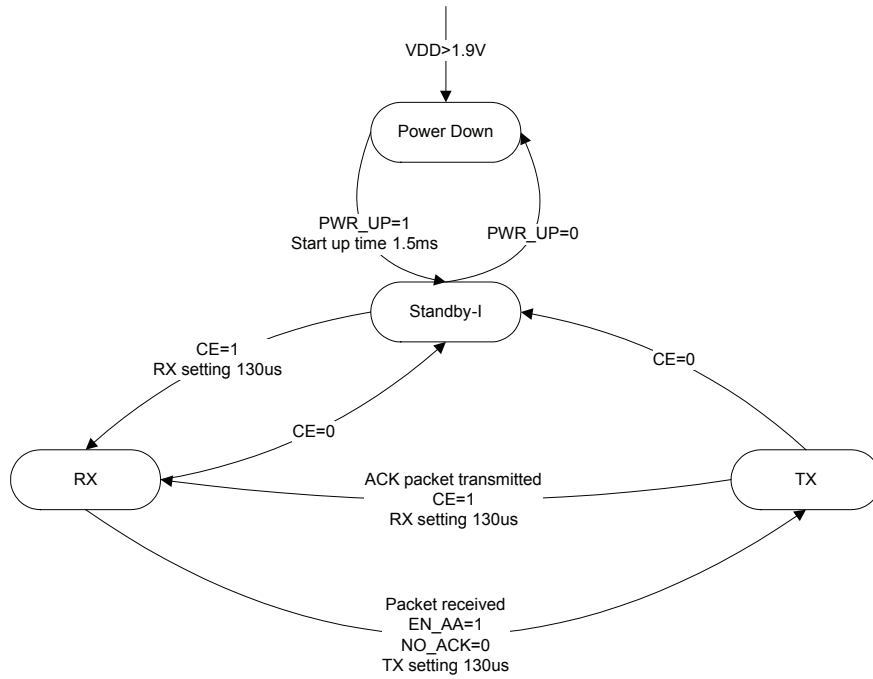 VDD>1.9V
Power Down
PWR_UP=1
Start up time 1.5ms
PWR_UP=0
Standby-I
CE=1
RX setting 130us
CE=0
CE=0
RX
ACK packet transmitted
CE=1
RX setting 130us
TX
Packet received
EN_AA=1
NO_ACK=0
TX setting 130us